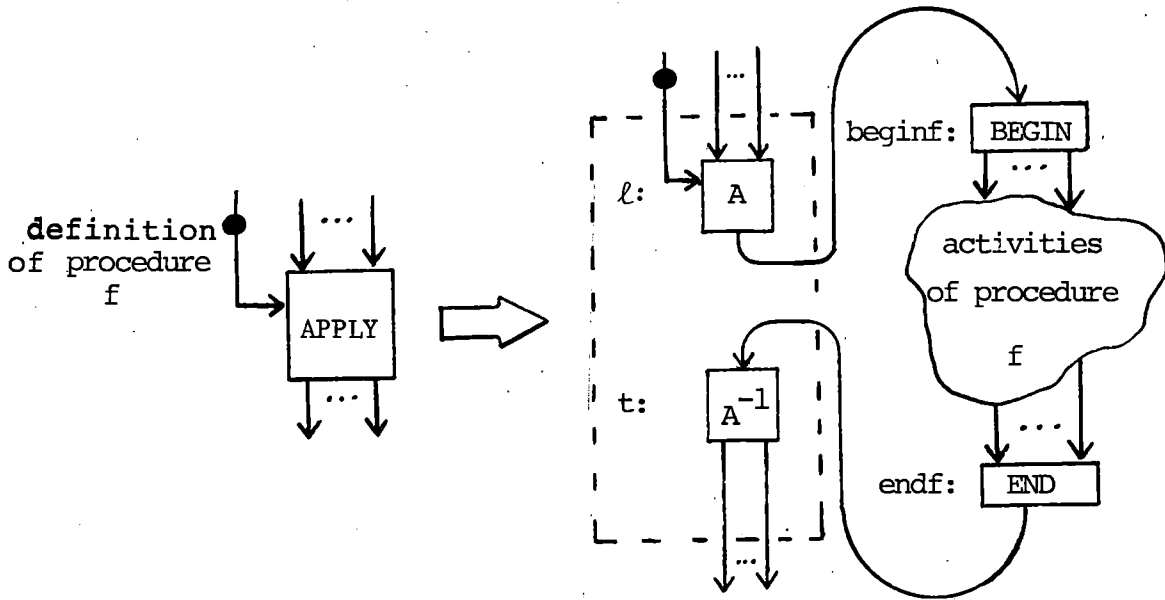 definition
of procedure
f
...
APPLY
...
...
ℓ: A
t: A⁻¹
...
beginf: BEGIN
...
activities
of procedure
f
...
endf: END